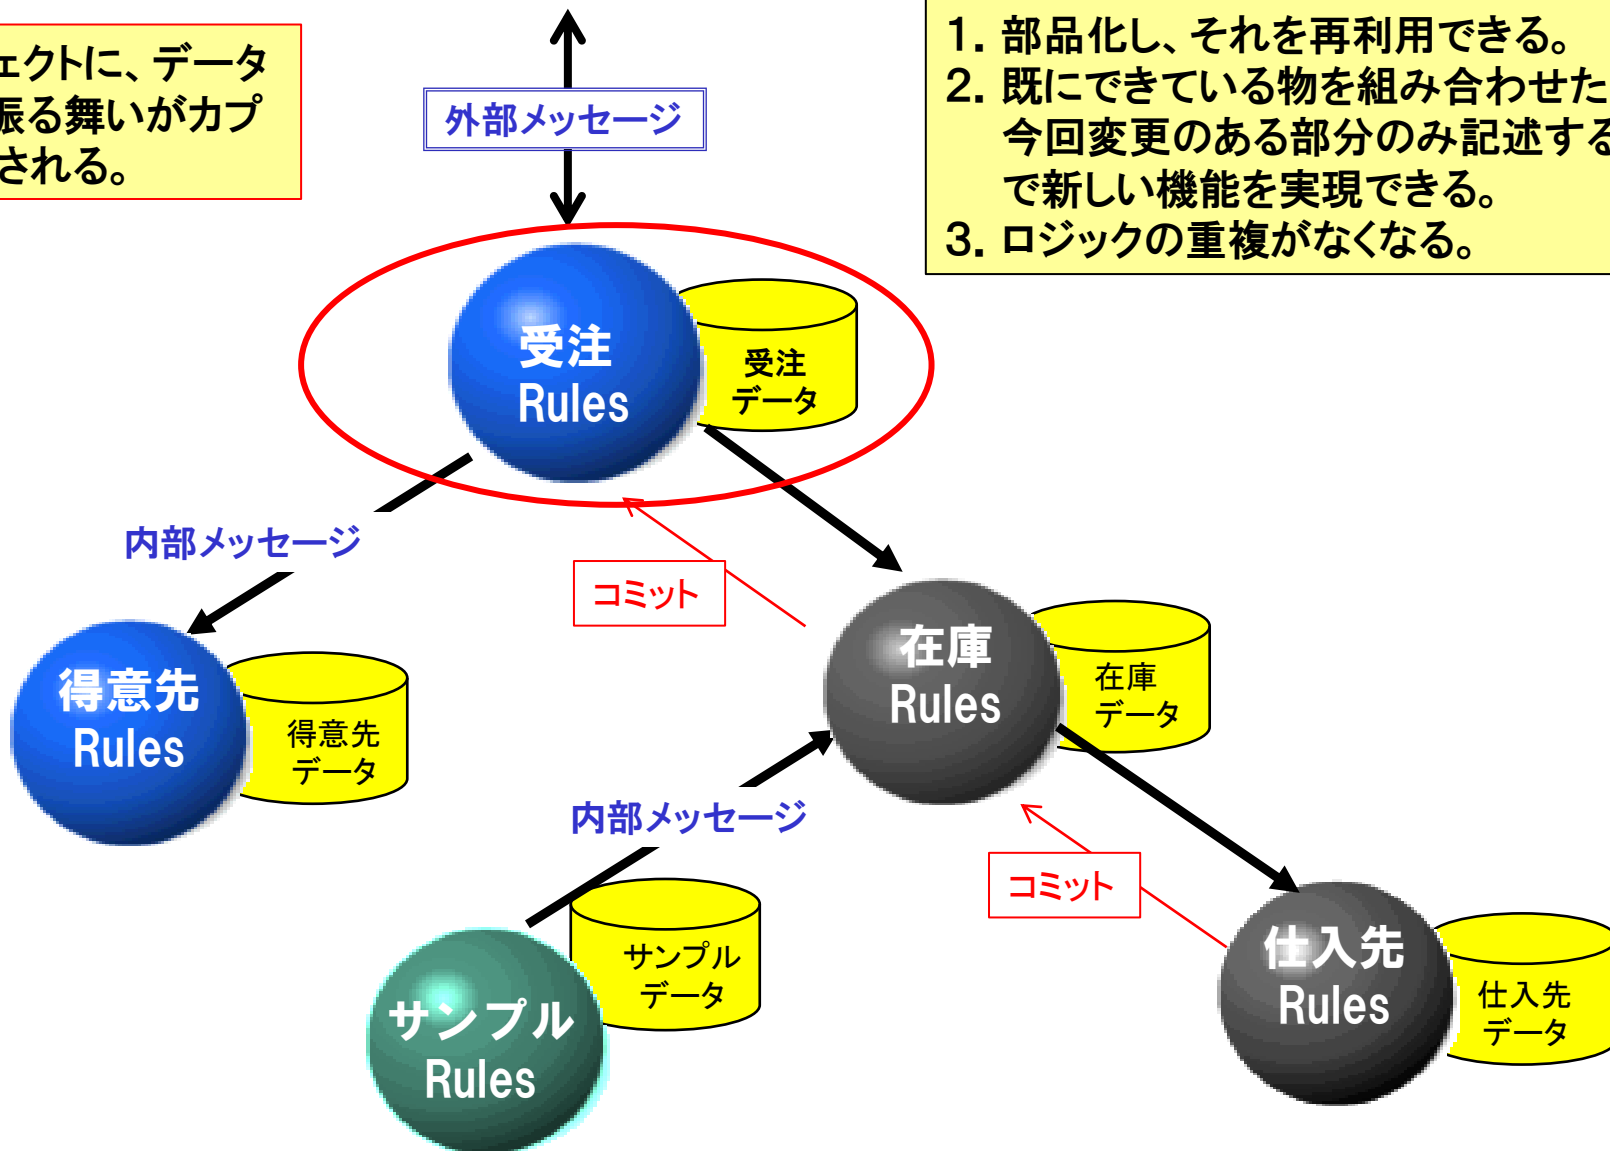 ェクトに、データ
振る舞いがカプ
される。
外部メッセージ
1. 部品化し、それを再利用できる。
2. 既にできている物を組み合わせた
今回変更のある部分のみ記述する
で新しい機能を実現できる。
3. ロジックの重複がなくなる。
受注
Rules
受注
データ
内部メッセージ
コミット
得意先
Rules
得意先
データ
在庫
Rules
在庫
データ
内部メッセージ
コミット
サンプル
Rules
サンプル
データ
仕入先
Rules
仕入先
データ